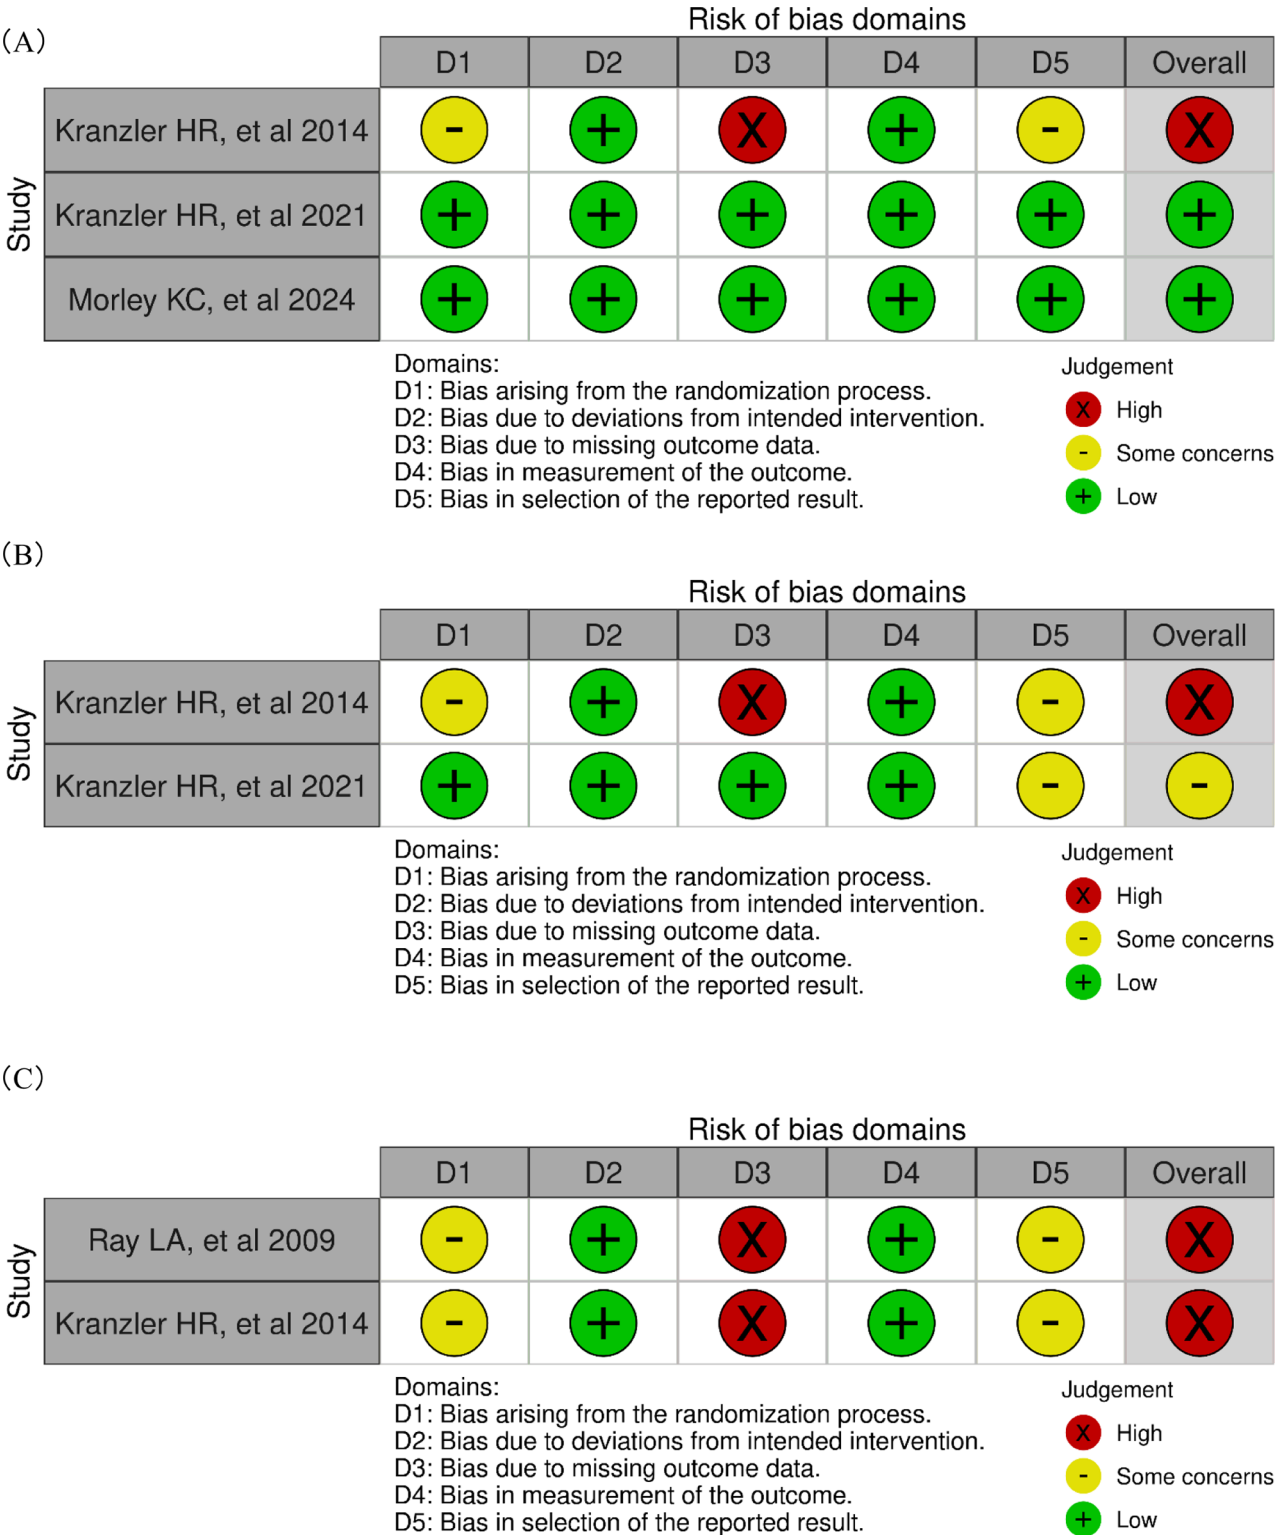 (A)
Risk of bias domains
D1 D2 D3 D4 D5 Overall
Study
Kranzler HR, et al 2014 - + X + - X
Kranzler HR, et al 2021 + + + + + +
Morley KC, et al 2024 + + + + + +
Domains:
D1: Bias arising from the randomization process.
D2: Bias due to deviations from intended intervention.
D3: Bias due to missing outcome data.
D4: Bias in measurement of the outcome.
D5: Bias in selection of the reported result.
Judgement
X High
- Some concerns
+ Low
(B)
Risk of bias domains
D1 D2 D3 D4 D5 Overall
Study
Kranzler HR, et al 2014 - + X + - X
Kranzler HR, et al 2021 + + + + - -
Domains:
D1: Bias arising from the randomization process.
D2: Bias due to deviations from intended intervention.
D3: Bias due to missing outcome data.
D4: Bias in measurement of the outcome.
D5: Bias in selection of the reported result.
Judgement
X High
- Some concerns
+ Low
(C)
Risk of bias domains
D1 D2 D3 D4 D5 Overall
Study
Ray LA, et al 2009 - + X + - X
Kranzler HR, et al 2014 - + X + - X
Domains:
D1: Bias arising from the randomization process.
D2: Bias due to deviations from intended intervention.
D3: Bias due to missing outcome data.
D4: Bias in measurement of the outcome.
D5: Bias in selection of the reported result.
Judgement
X High
- Some concerns
+ Low